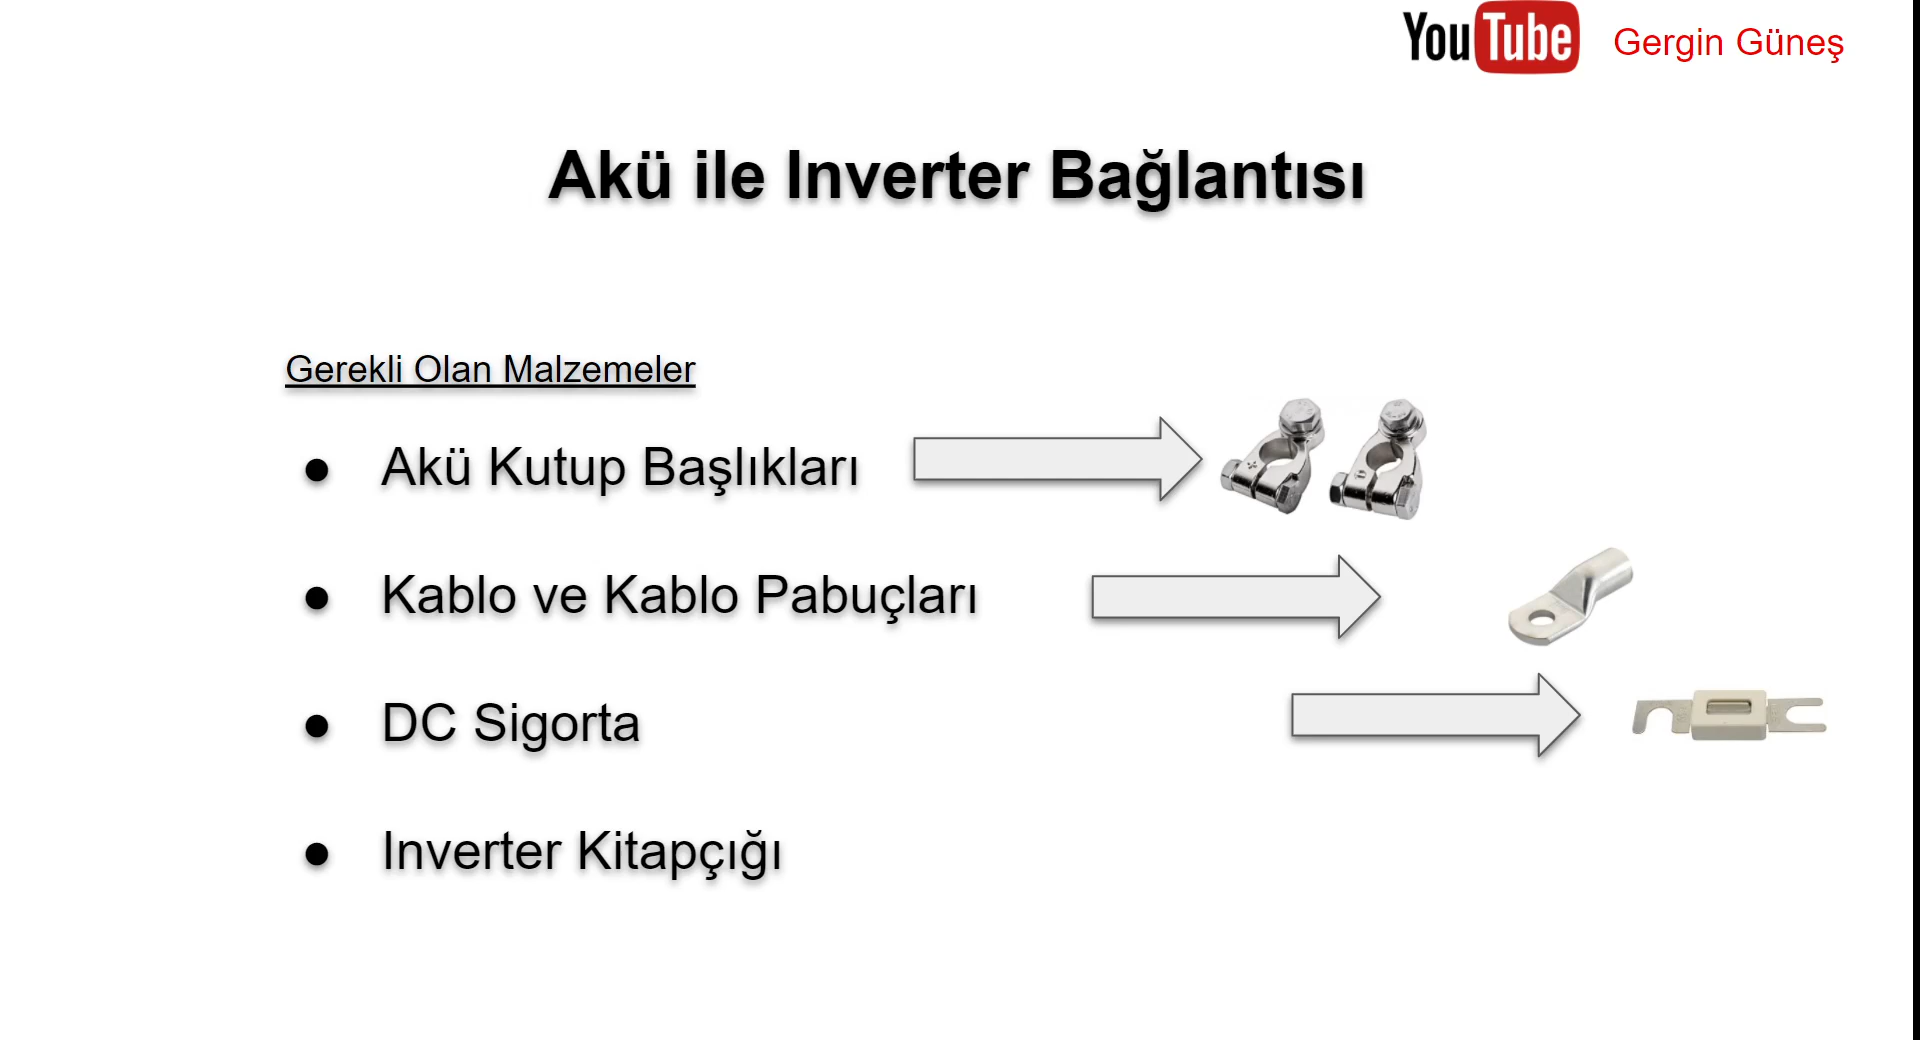 YouTube Gergin Güneş
Akü ile Inverter Bağlantısı
Gerekli Olan Malzemeler
● Akü Kutup Başlıkları
● Kablo ve Kablo Pabuçları
● DC Sigorta
● Inverter Kitapçığı